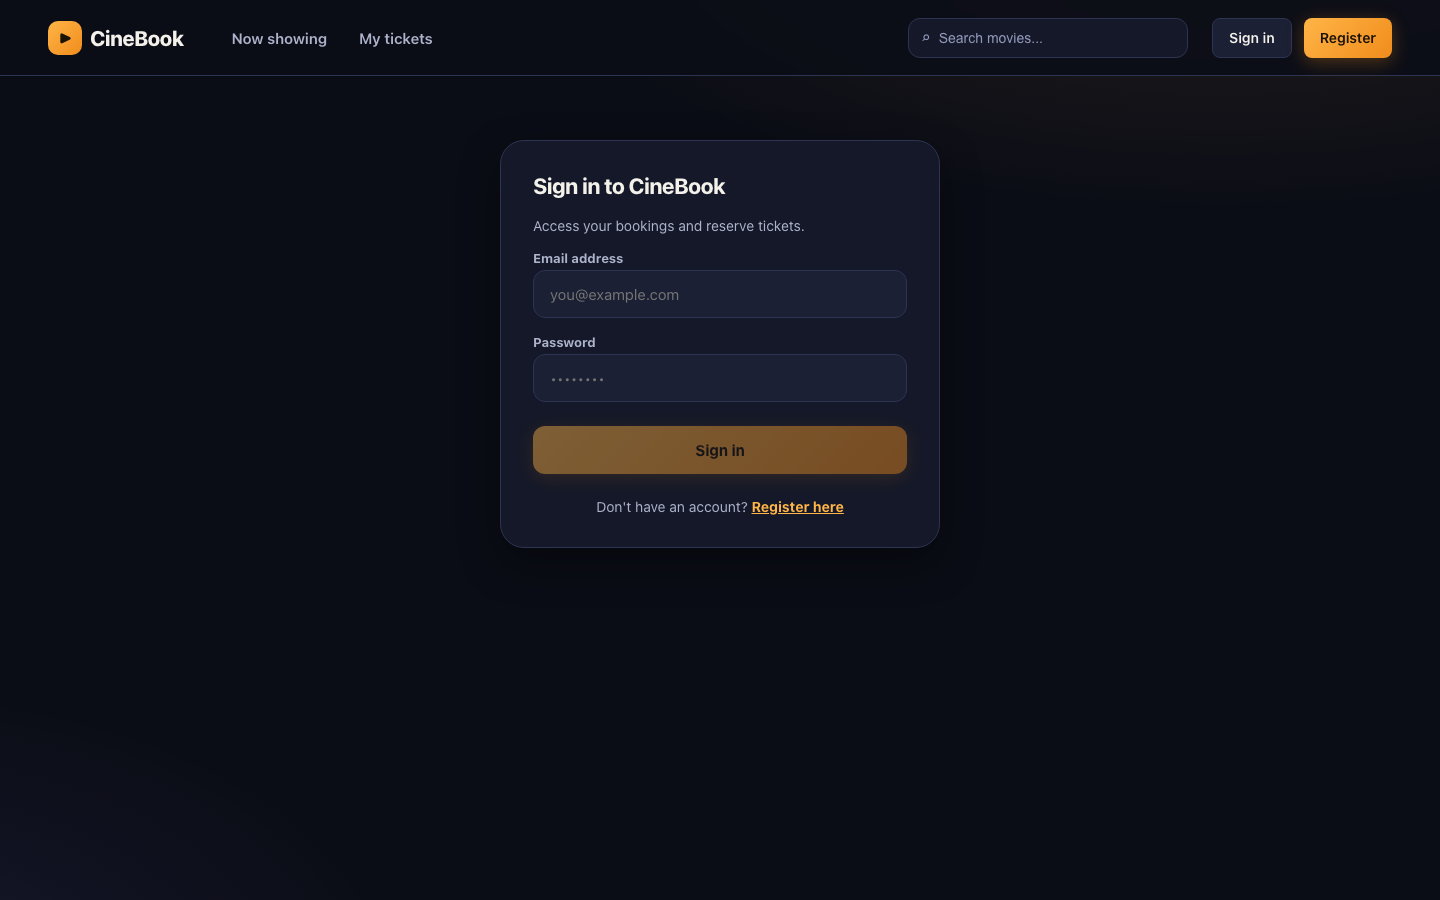 CineBook
Now showing
My tickets
Search movies...
Sign in
Register
Sign in to CineBook
Access your bookings and reserve tickets.
Email address
you@example.com
Password
••••••••
Sign in
Don't have an account? Register here